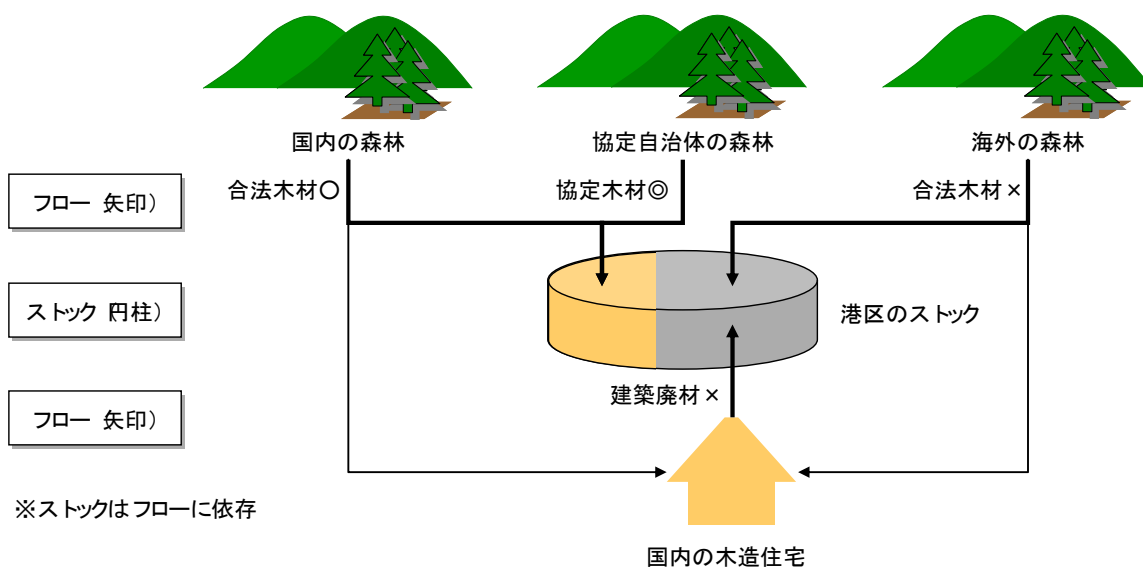 国内の森林
協定自治体の森林
海外の森林
フロー 矢印)
合法木材○
協定木材◎
合法木材×
ストック 円柱)
港区のストック
フロー 矢印)
建築廃材×
※ストックはフローに依存
国内の木造住宅